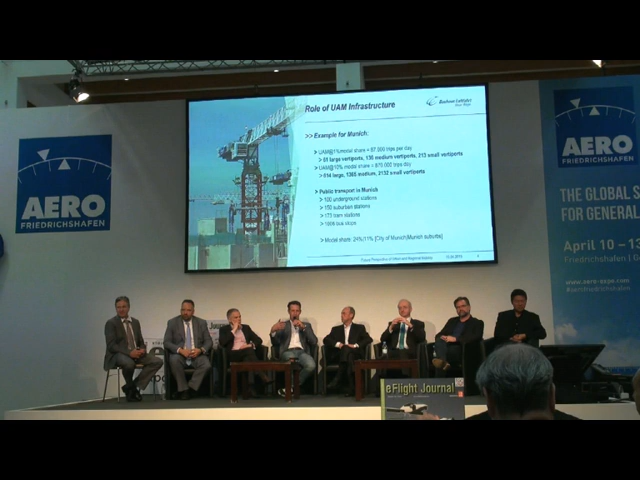 Role of UAM Infrastructure
Bauhaus Luftfahrt
>> Example for Munich:
> UAM@1%modal share = 87 000 trips per day
> 61 large vertiports, 136 medium vertiports, 213 small vertiports
> UAM@10% modal share = 870 000 trips per day
> 614 large, 1365 medium, 2132 small vertiports
> Public transport in Munich
> 100 underground stations
> 150 suburban stations
> 173 tram stations
bus stops
> Modal share: 24%|11% [City of Munich|Munich suburbs]
AERO
FRIEDRICHSHAFEN
AERO
FRIEDRICHSHAFEN
THE GLOBAL S
FOR GENERAL
April 10 – 13
Friedrichshafen | G
www.aero-expo.com
#aerofriedrichshafen
eFlight Journal